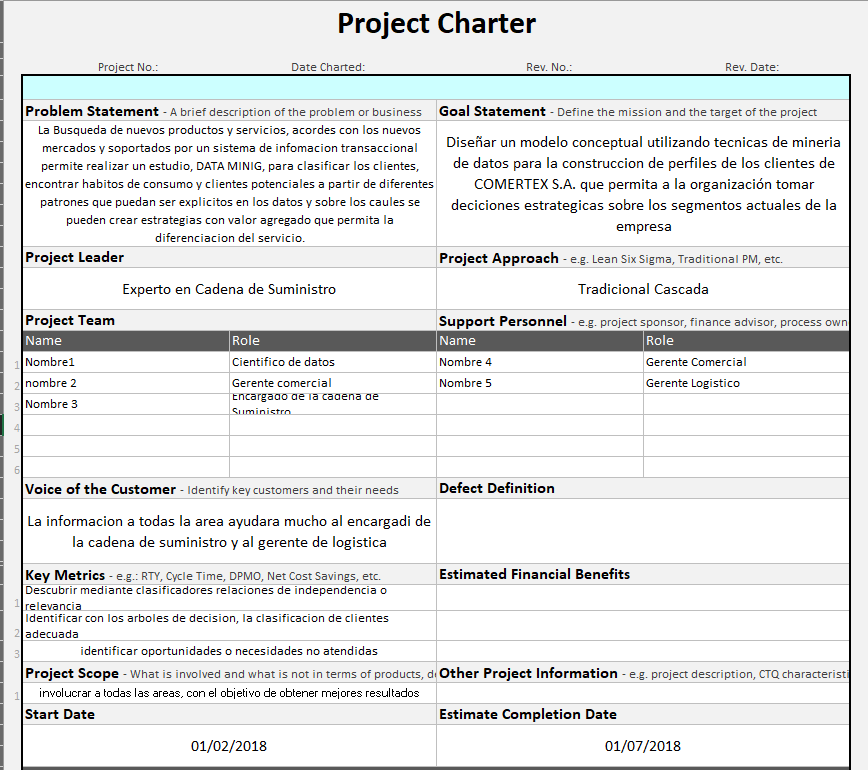 Project Charter
Project No.: Date Charted: Rev. No.: Rev. Date:
Problem Statement - A brief description of the problem or business
La Busqueda de nuevos productos y servicios, acordes con los nuevos
mercados y soportados por un sistema de infomacion transaccional
permite realizar un estudio, DATA MINIG, para clasificar los clientes,
encontrar habitos de consumo y clientes potenciales a partir de diferentes
patrones que puedan ser explicitos en los datos y sobre los caules se
pueden crear estrategias con valor agregado que permita la
diferenciacion del servicio.
Goal Statement - Define the mission and the target of the project
Diseñar un modelo conceptual utilizando tecnicas de mineria
de datos para la construccion de perfiles de los clientes de
COMERTEX S.A. que permita a la organización tomar
deciciones estrategicas sobre los segmentos actuales de la
empresa
Project Leader
Experto en Cadena de Suministro
Project Approach - e.g. Lean Six Sigma, Traditional PM, etc.
Tradicional Cascada
Project Team
Name Role
1 Nombre1 Cientifico de datos
2 nombre 2 Gerente comercial
3 Nombre 3 Encargado de la cadena de
Suministro
4
5
6
Support Personnel - e.g. project sponsor, finance advisor, process own
Name Role
Nombre 4 Gerente Comercial
Nombre 5 Gerente Logistico
Voice of the Customer - Identify key customers and their needs
La informacion a todas la area ayudara mucho al encargadi de
la cadena de suministro y al gerente de logistica
Defect Definition
Key Metrics - e.g.: RTY, Cycle Time, DPMO, Net Cost Savings, etc.
1 Descubrir mediante clasificadores relaciones de independencia o
relevancia
2 Identificar con los arboles de decision, la clasificacion de clientes
adecuada
3 identificar oportunidades o necesidades no atendidas
Estimated Financial Benefits
Project Scope - What is involved and what is not in terms of products, de
1 involucrar a todas las areas, con el objetivo de obtener mejores resultados
Other Project Information - e.g. project description, CTQ characteristi
Start Date
01/02/2018
Estimate Completion Date
01/07/2018